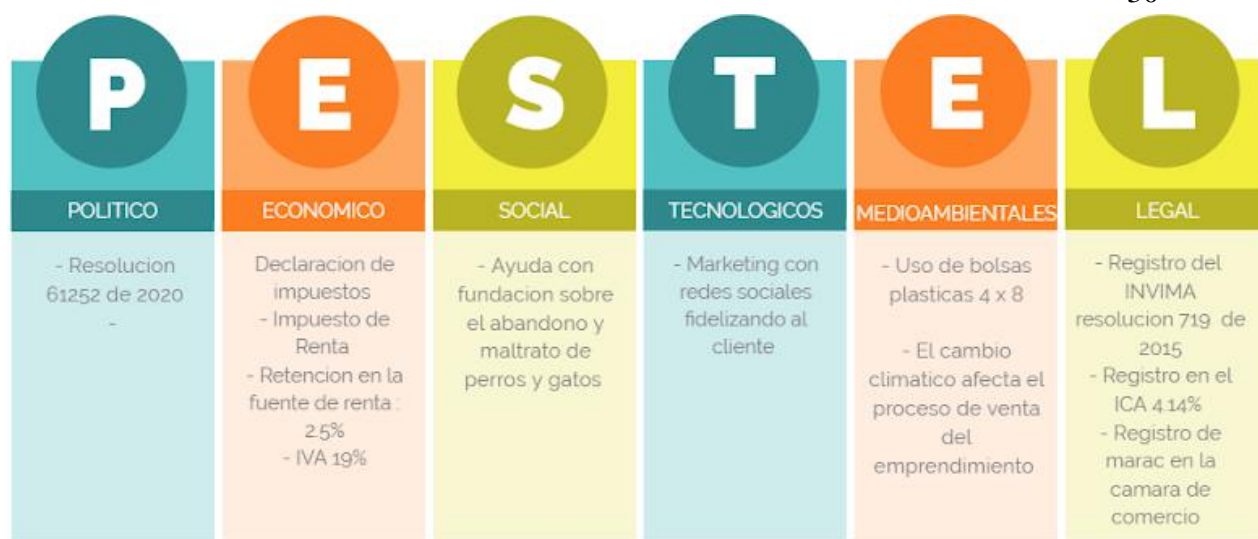 P
POLITICO
- Resolucion
61252 de 2020
-
E
ECONOMICO
Declaracion de
impuestos
- Impuesto de
Renta
- Retencion en la
fuente de renta :
2.5%
- IVA 19%
S
SOCIAL
- Ayuda con
fundacion sobre
el abandono y
maltrato de
perros y gatos
T
TECNOLOGICOS
- Marketing con
redes sociales
fidelizando al
cliente
E
MEDIOAMBIENTALES
- Uso de bolsas
plasticas 4 x 8
- El cambio
climatico afecta el
proceso de venta
del
emprendimiento
L
LEGAL
- Registro del
INVIMA
resolucion 719 de
2015
- Registro en el
ICA 4.14%
- Registro de
marac en la
camara de
comercio